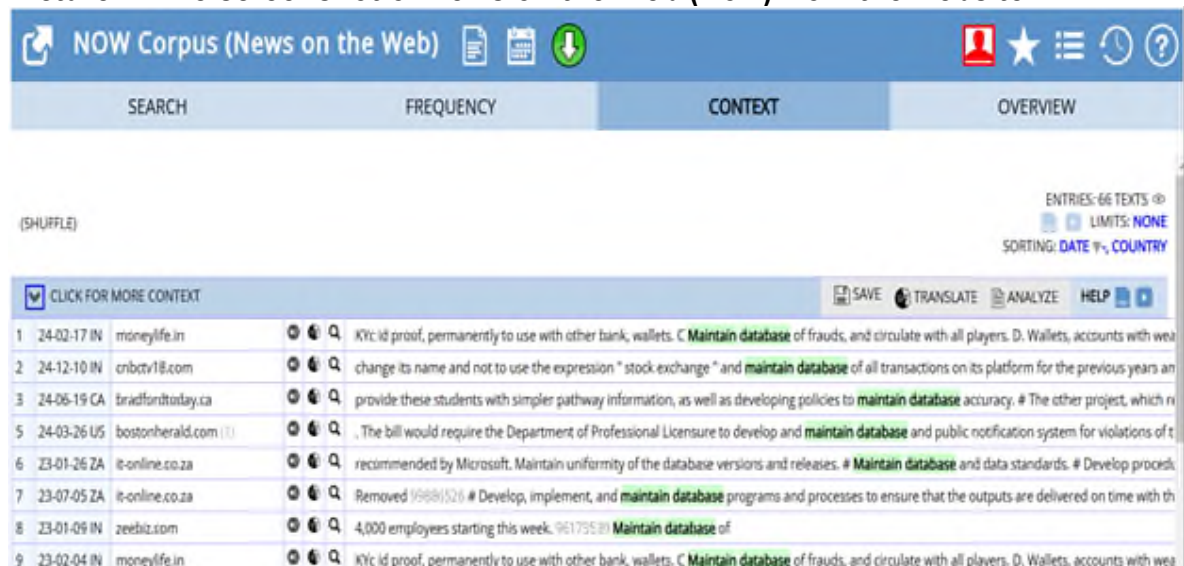 NOW Corpus (News on the Web)
SEARCH FREQUENCY CONTEXT OVERVIEW
ENTRIES: 66 TEXTS
(SHUFFLE)
LIMITS: NONE
SORTING: DATE, COUNTRY
CLICK FOR MORE CONTEXT SAVE TRANSLATE ANALYZE HELP
1 24-02-17 IN moneylife.in KYc id proof, permanently to use with other bank, wallets. C Maintain database of frauds, and circulate with all players. D. Wallets, accounts with wea
2 24-12-10 IN cnbctv18.com change its name and not to use the expression " stock exchange " and maintain database of all transactions on its platform for the previous years an
3 24-06-19 CA bradfordtoday.ca provide these students with simpler pathway information, as well as developing policies to maintain database accuracy. # The other project, which r
5 24-03-26 US bostonherald.com (1) . The bill would require the Department of Professional Licensure to develop and maintain database and public notification system for violations of t
6 23-01-26 ZA it-online.co.za recommended by Microsoft. Maintain uniformity of the database versions and releases. # Maintain database and data standards. # Develop procedu
7 23-07-05 ZA it-online.co.za Removed 99886526 # Develop, implement, and maintain database programs and processes to ensure that the outputs are delivered on time with th
8 23-01-09 IN zeebiz.com 4,000 employees starting this week. Maintain database of
9 23-02-04 IN moneylife.in KYc id proof, permanently to use with other bank, wallets. C Maintain database of frauds, and circulate with all players. D. Wallets, accounts with wea